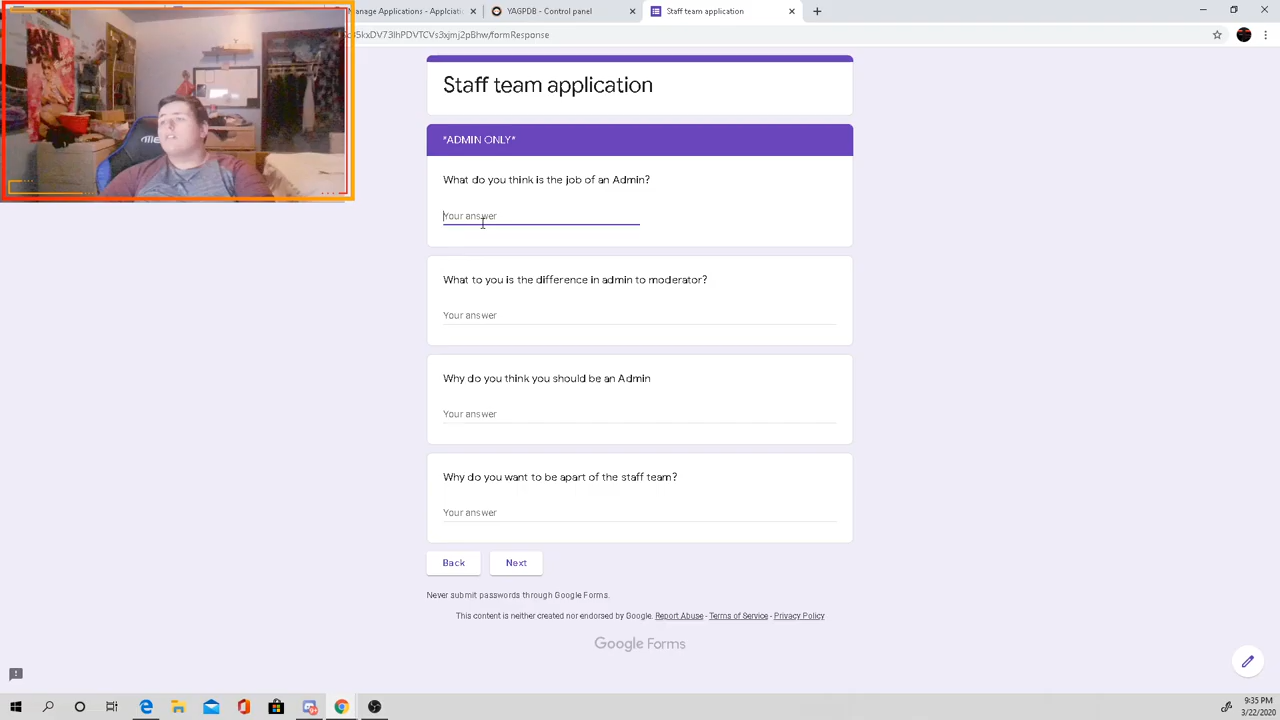 Manage Applications - Ap
YAGPDB - Control panel
Staff team application
5kxDV73lhPDVTCVs3xjmj2pBhw/formResponse
Staff team application
*ADMIN ONLY*
What do you think is the job of an Admin?
Your answer
What to you is the difference in admin to moderator?
Your answer
Why do you think you should be an Admin
Your answer
Why do you want to be apart of the staff team?
Your answer
Back
Next
Never submit passwords through Google Forms.
This content is neither created nor endorsed by Google. Report Abuse - Terms of Service - Privacy Policy
Google Forms
9:35 PM
3/22/2020